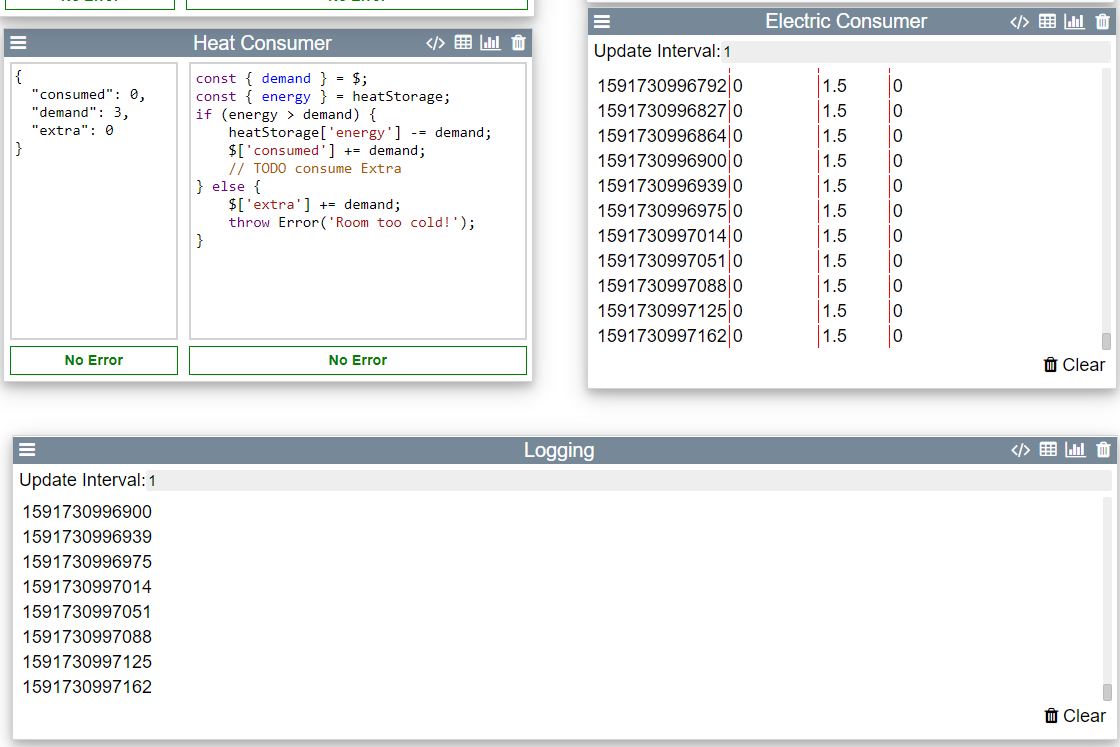 Heat Consumer
{
  "consumed": 0,
  "demand": 3,
  "extra": 0
}
const { demand } = $;
const { energy } = heatStorage;
if (energy > demand) {
    heatStorage['energy'] -= demand;
    $['consumed'] += demand;
    // TODO consume Extra
} else {
    $['extra'] += demand;
    throw Error('Room too cold!');
}
No Error
No Error
Electric Consumer
Update Interval: 1
1591730996792 0 1.5 0
1591730996827 0 1.5 0
1591730996864 0 1.5 0
1591730996900 0 1.5 0
1591730996939 0 1.5 0
1591730996975 0 1.5 0
1591730997014 0 1.5 0
1591730997051 0 1.5 0
1591730997088 0 1.5 0
1591730997125 0 1.5 0
1591730997162 0 1.5 0
Clear
Logging
Update Interval: 1
1591730996900
1591730996939
1591730996975
1591730997014
1591730997051
1591730997088
1591730997125
1591730997162
Clear